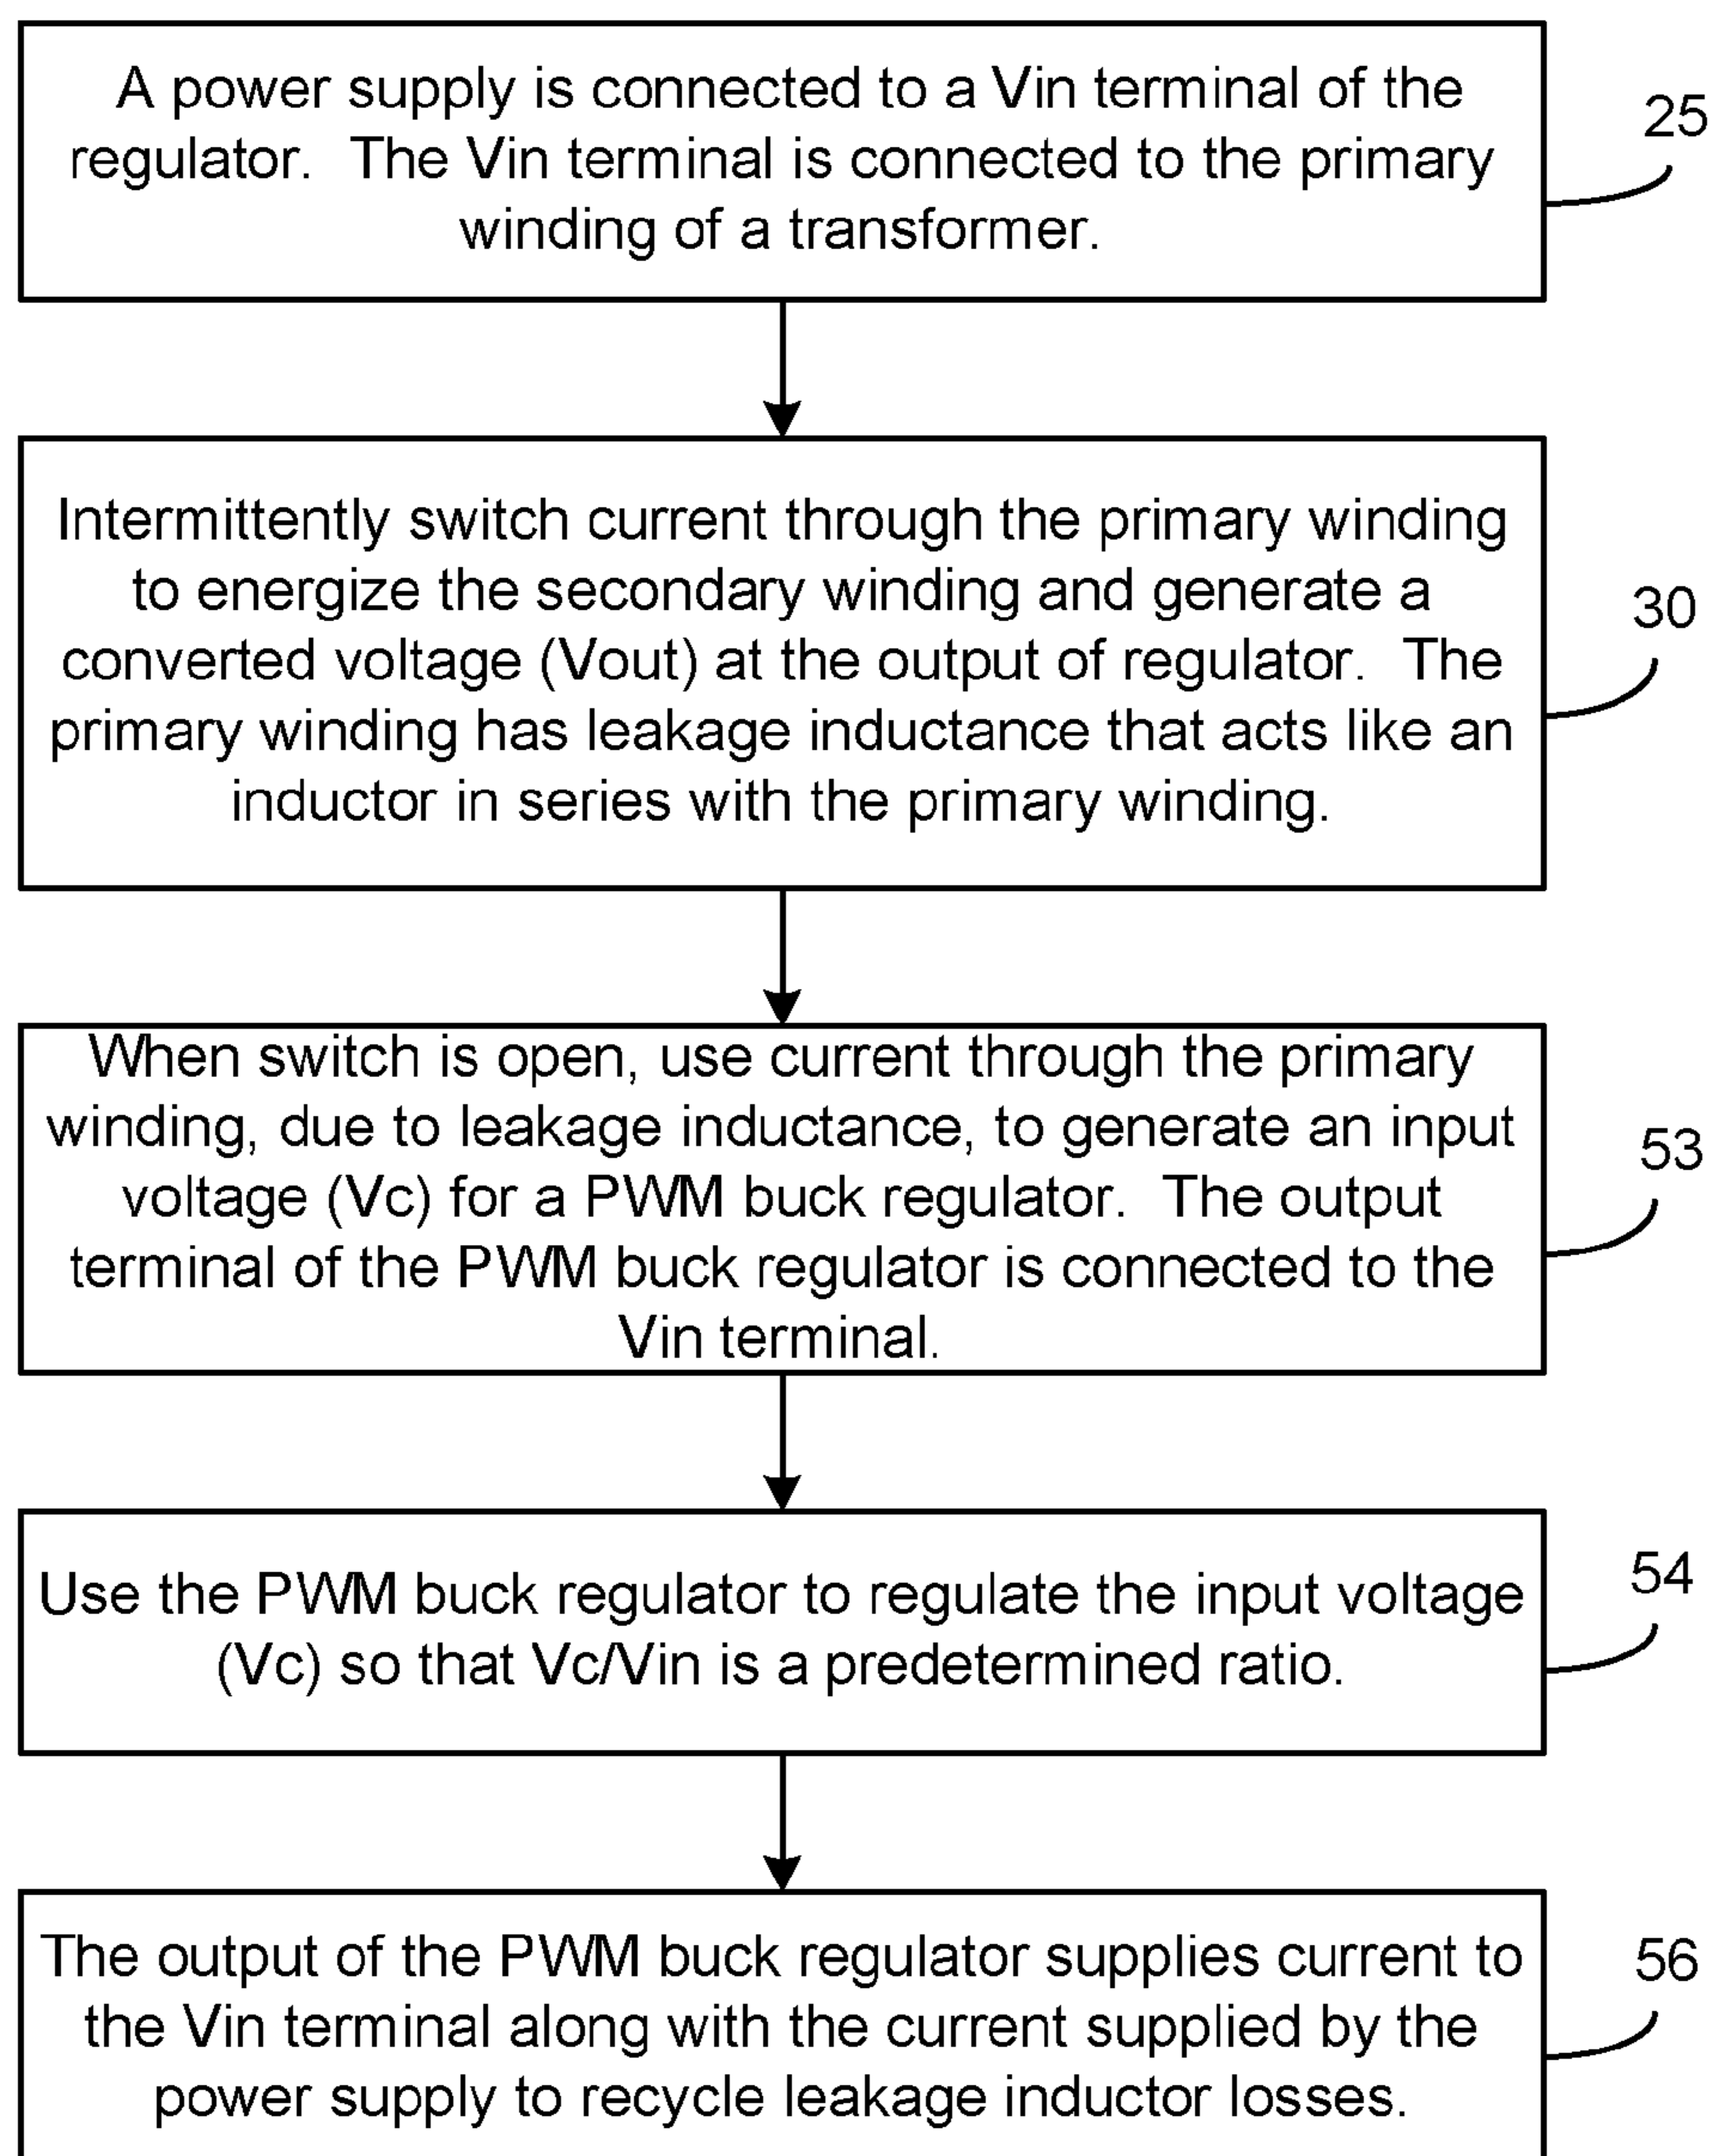 A power supply is connected to a Vin terminal of the
regulator.  The Vin terminal is connected to the primary
winding of a transformer.
25
Intermittently switch current through the primary winding
to energize the secondary winding and generate a
converted voltage (Vout) at the output of regulator.  The
primary winding has leakage inductance that acts like an
inductor in series with the primary winding.
30
When switch is open, use current through the primary
winding, due to leakage inductance, to generate an input
voltage (Vc) for a PWM buck regulator.  The output
terminal of the PWM buck regulator is connected to the
Vin terminal.
53
Use the PWM buck regulator to regulate the input voltage
(Vc) so that Vc/Vin is a predetermined ratio.
54
The output of the PWM buck regulator supplies current to
the Vin terminal along with the current supplied by the
power supply to recycle leakage inductor losses.
56